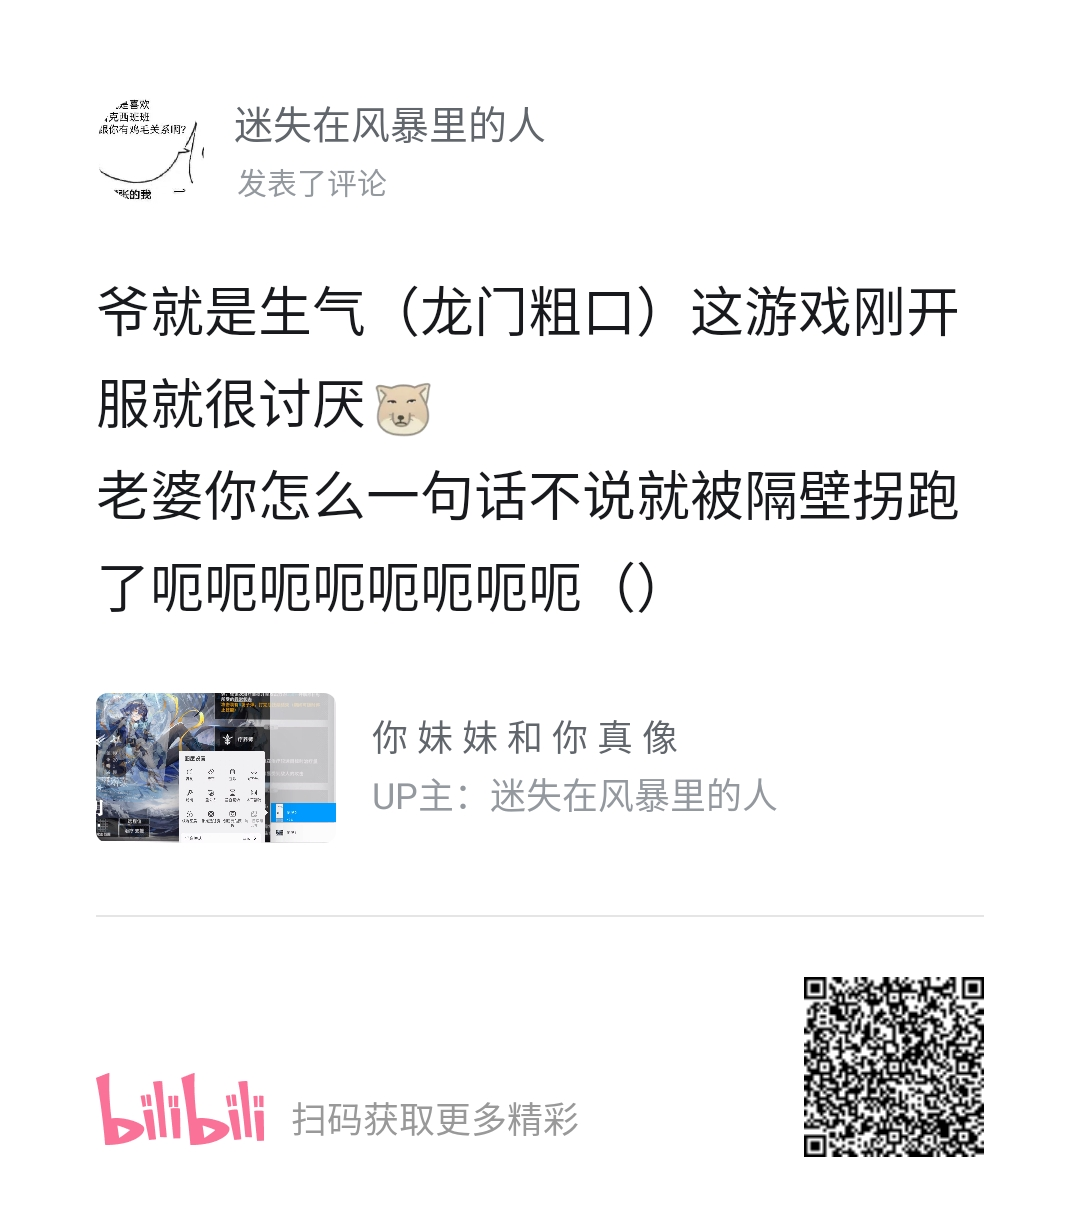 是喜欢
克西班班
跟你有鸡毛关系啊?
张的我
迷失在风暴里的人
发表了评论
爷就是生气（龙门粗口）这游戏刚开
服就很讨厌
老婆你怎么一句话不说就被隔壁拐跑
了呃呃呃呃呃呃呃呃（）
你 妹 妹 和 你 真 像
UP主：迷失在风暴里的人
bilibili
扫码获取更多精彩